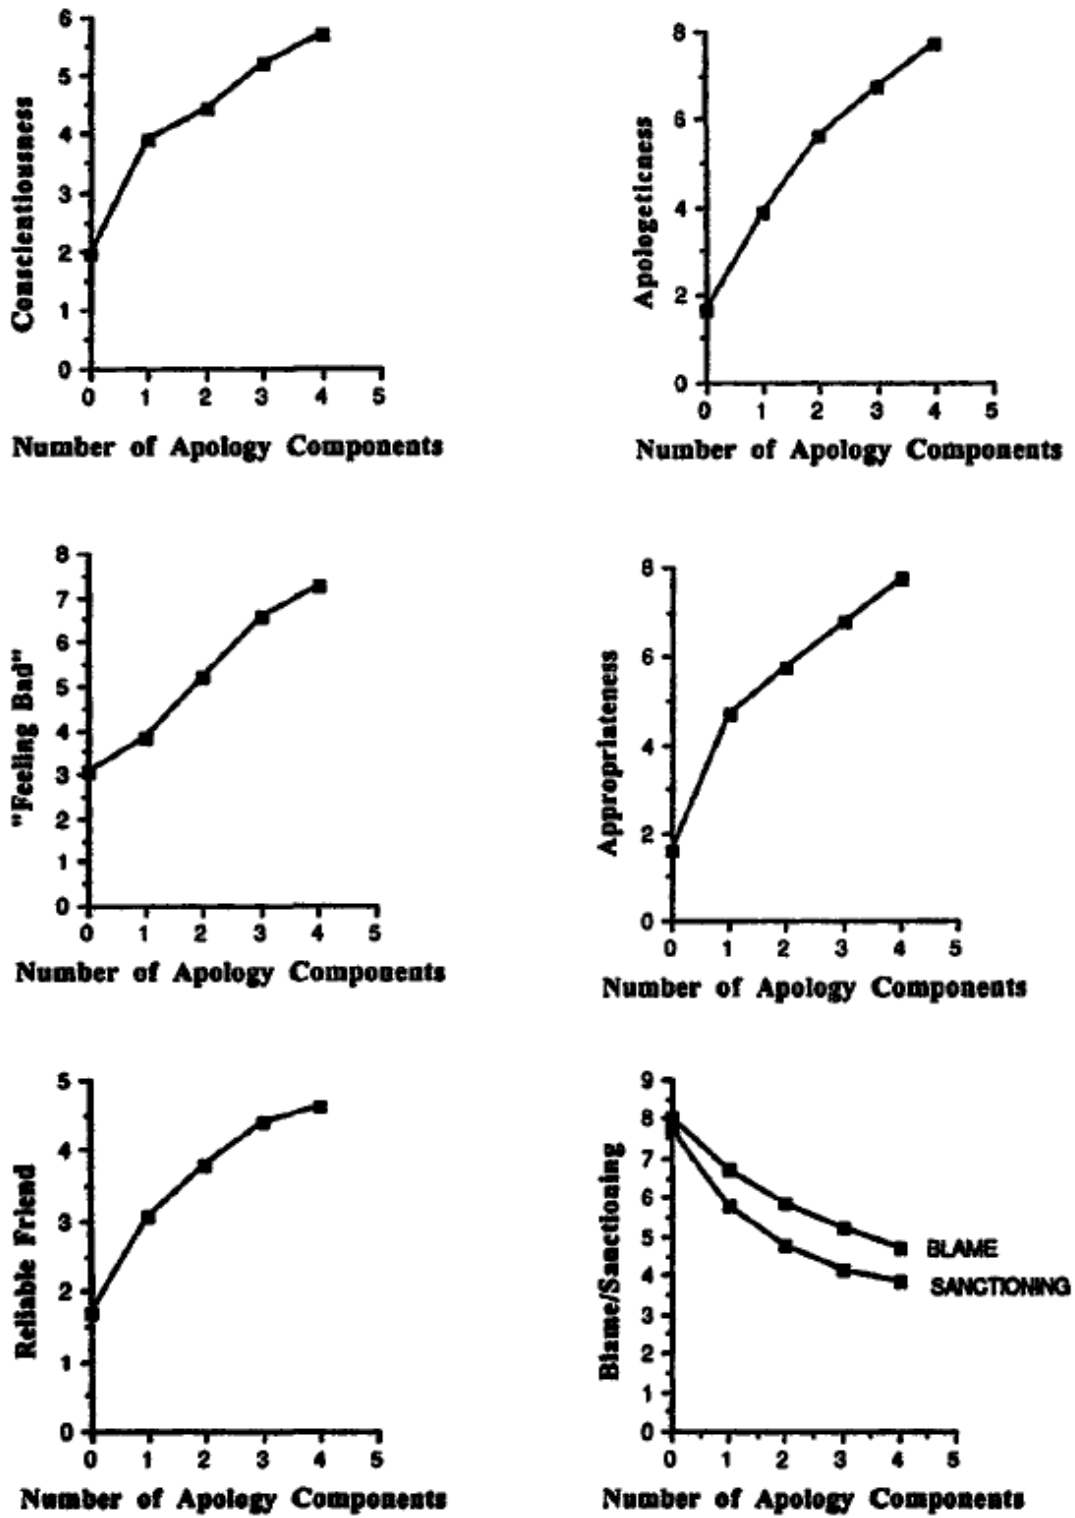 Conscientiousness
6
5
4
3
2
1
0
0 1 2 3 4 5
Number of Apology Components
Apologeticness
8
6
4
2
0
0 1 2 3 4 5
Number of Apology Components
"Feeling Bad"
8
7
6
5
4
3
2
1
0
0 1 2 3 4 5
Number of Apology Components
Appropriateness
8
6
4
2
0
0 1 2 3 4 5
Number of Apology Components
Reliable Friend
5
4
3
2
1
0
0 1 2 3 4 5
Number of Apology Components
Blame/Sanctioning
9
8
7
6
5
4
3
2
1
0
0 1 2 3 4 5
BLAME
SANCTIONING
Number of Apology Components